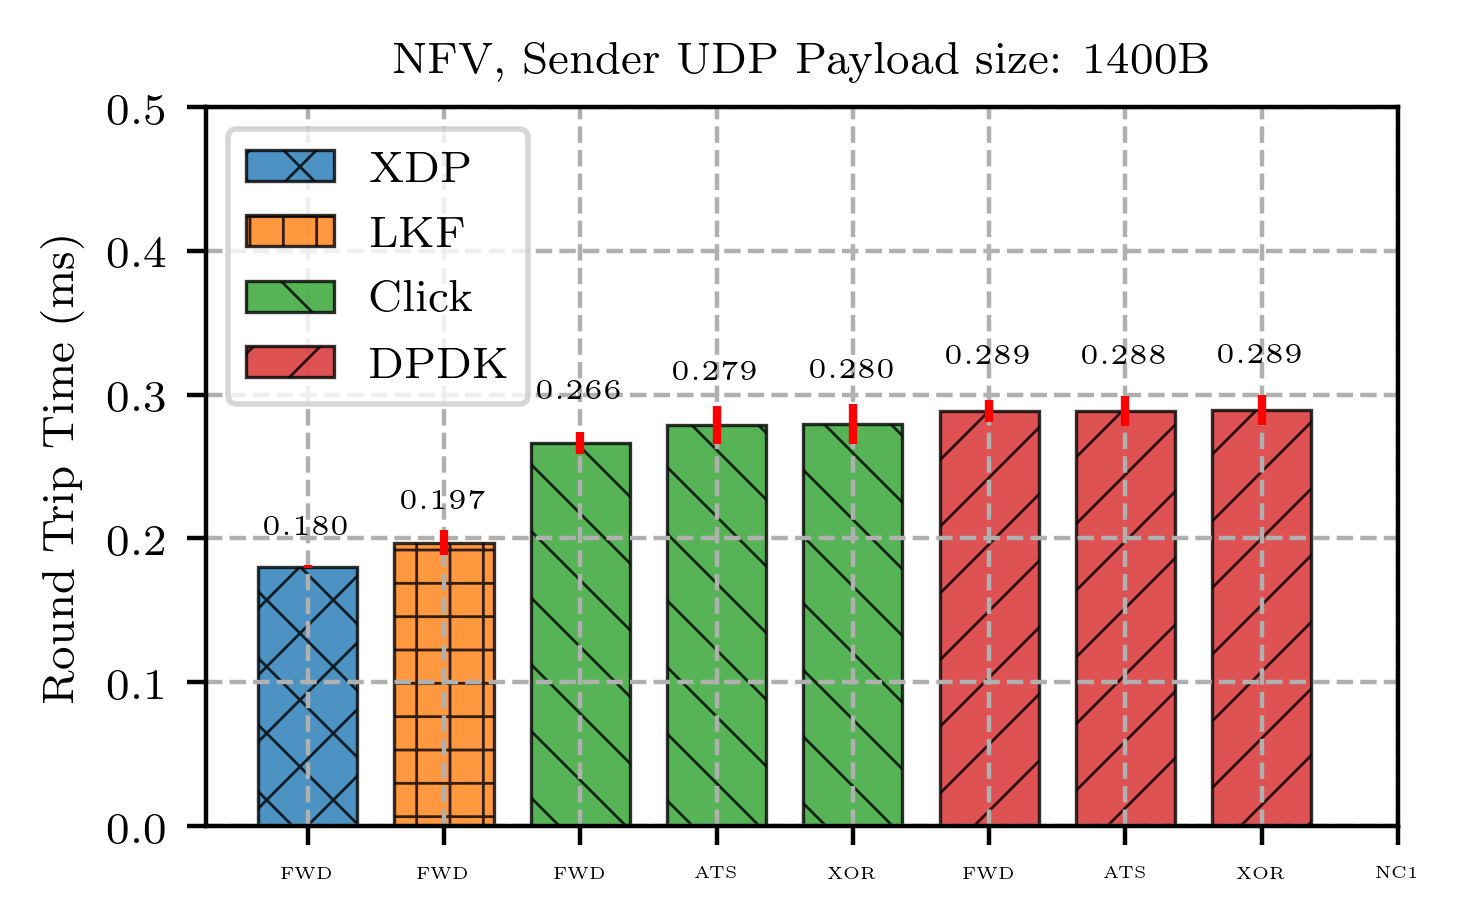 NFV, Sender UDP Payload size: 1400B
Round Trip Time (ms)
0.5
0.4
0.3
0.2
0.1
0.0
XDP
LKF
Click
DPDK
0.180
0.197
0.266
0.279
0.280
0.289
0.288
0.289
FWD FWD FWD ATS XOR FWD ATS XOR NC1